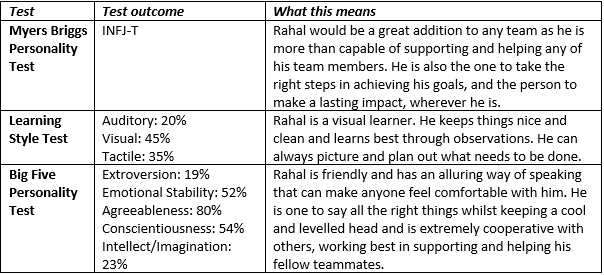 Test Test outcome What this means
Myers Briggs Personality Test
INFJ-T
Rahal would be a great addition to any team as he is
more than capable of supporting and helping any of
his team members. He is also the one to take the
right steps in achieving his goals, and the person to
make a lasting impact, wherever he is.
Learning
Style Test
Auditory: 20%
Visual: 45%
Tactile: 35%
Rahal is a visual learner. He keeps things nice and
clean and learns best through observations. He can
always picture and plan out what needs to be done.
Big Five
Personality
Test
Extroversion: 19%
Emotional Stability: 52%
Agreeableness: 80%
Conscientiousness: 54%
Intellect/Imagination:
23%
Rahal is friendly and has an alluring way of speaking
that can make anyone feel comfortable with him. He
is one to say all the right things whilst keeping a cool
and levelled head and is extremely cooperative with
others, working best in supporting and helping his
fellow teammates.